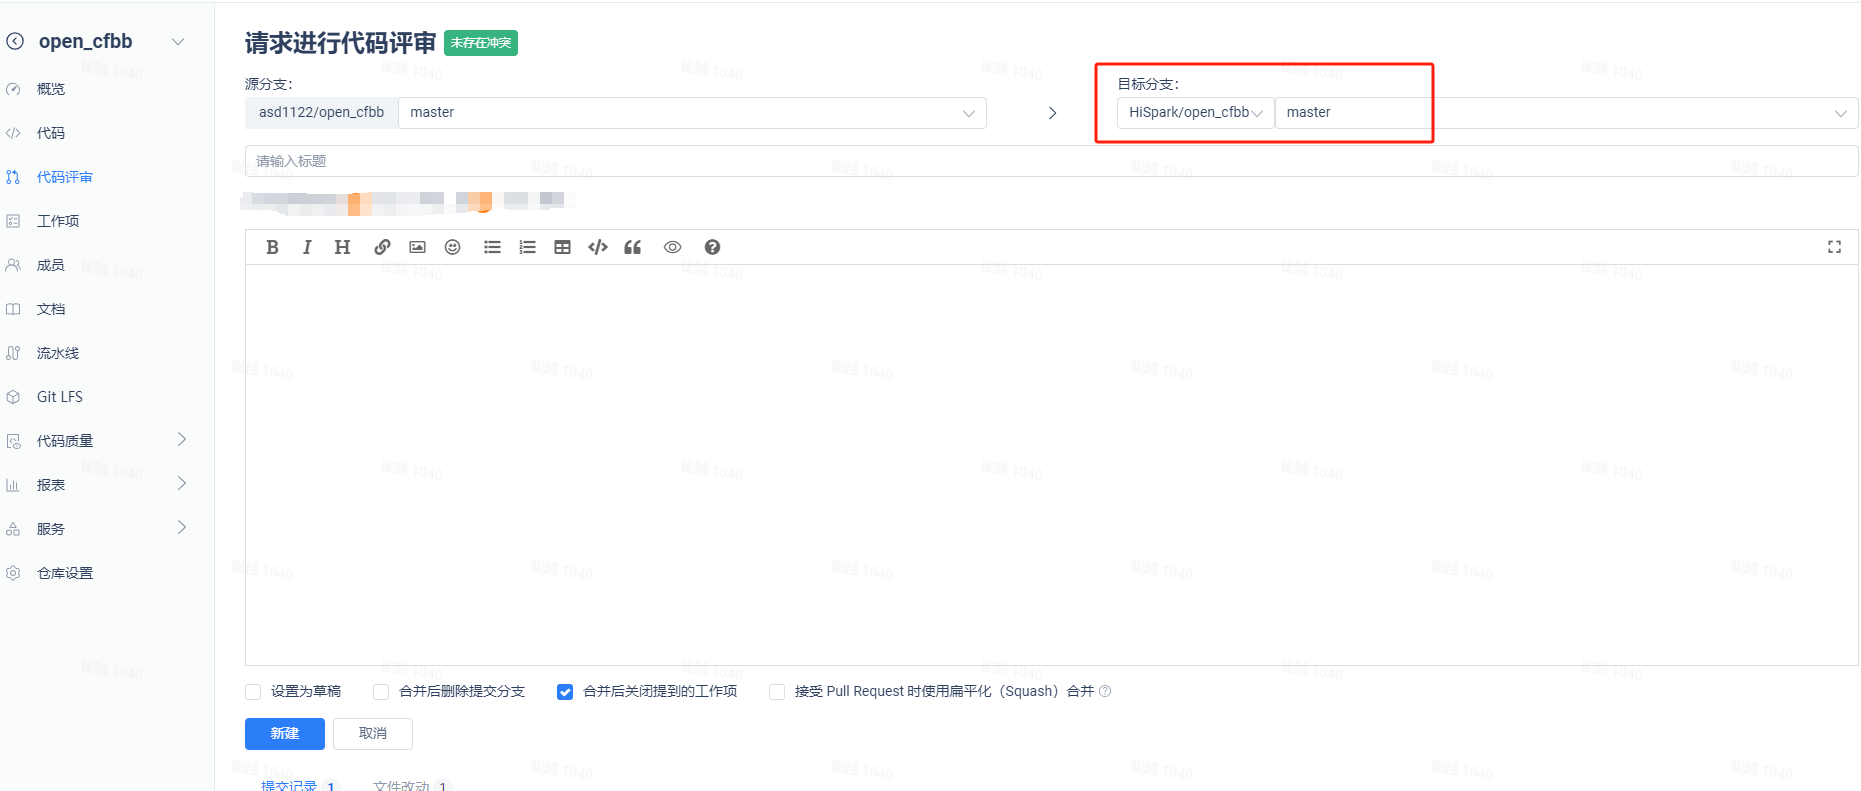 open_cfbb
概览
代码
代码评审
工作项
成员
文档
流水线
Git LFS
代码质量
报表
服务
仓库设置
请求进行代码评审 未存在冲突
源分支：
asd1122/open_cfbb master
目标分支：
HiSpark/open_cfbb master
请输入标题
设置为草稿 合并后删除提交分支 合并后关闭提到的工作项 接受 Pull Request 时使用扁平化（Squash）合并
新建 取消
提交记录 1 文件改动 1